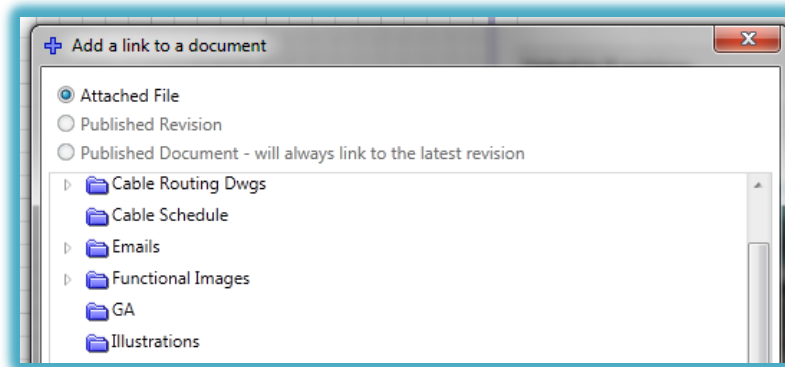 Add a link to a document
Attached File
Published Revision
Published Document - will always link to the latest revision
Cable Routing Dwgs
Cable Schedule
Emails
Functional Images
GA
Illustrations